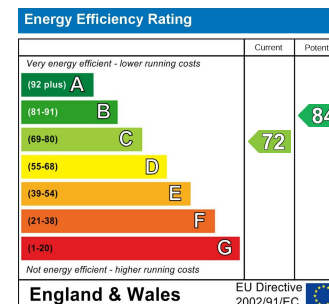 Energy Efficiency Rating
Current Potent
Very energy efficient - lower running costs
(92 plus) A
(81-91) B
84
(69-80) C
72
(55-68) D
(39-54) E
(21-38) F
(1-20) G
Not energy efficient - higher running costs
England & Wales
EU Directive
2002/91/EC